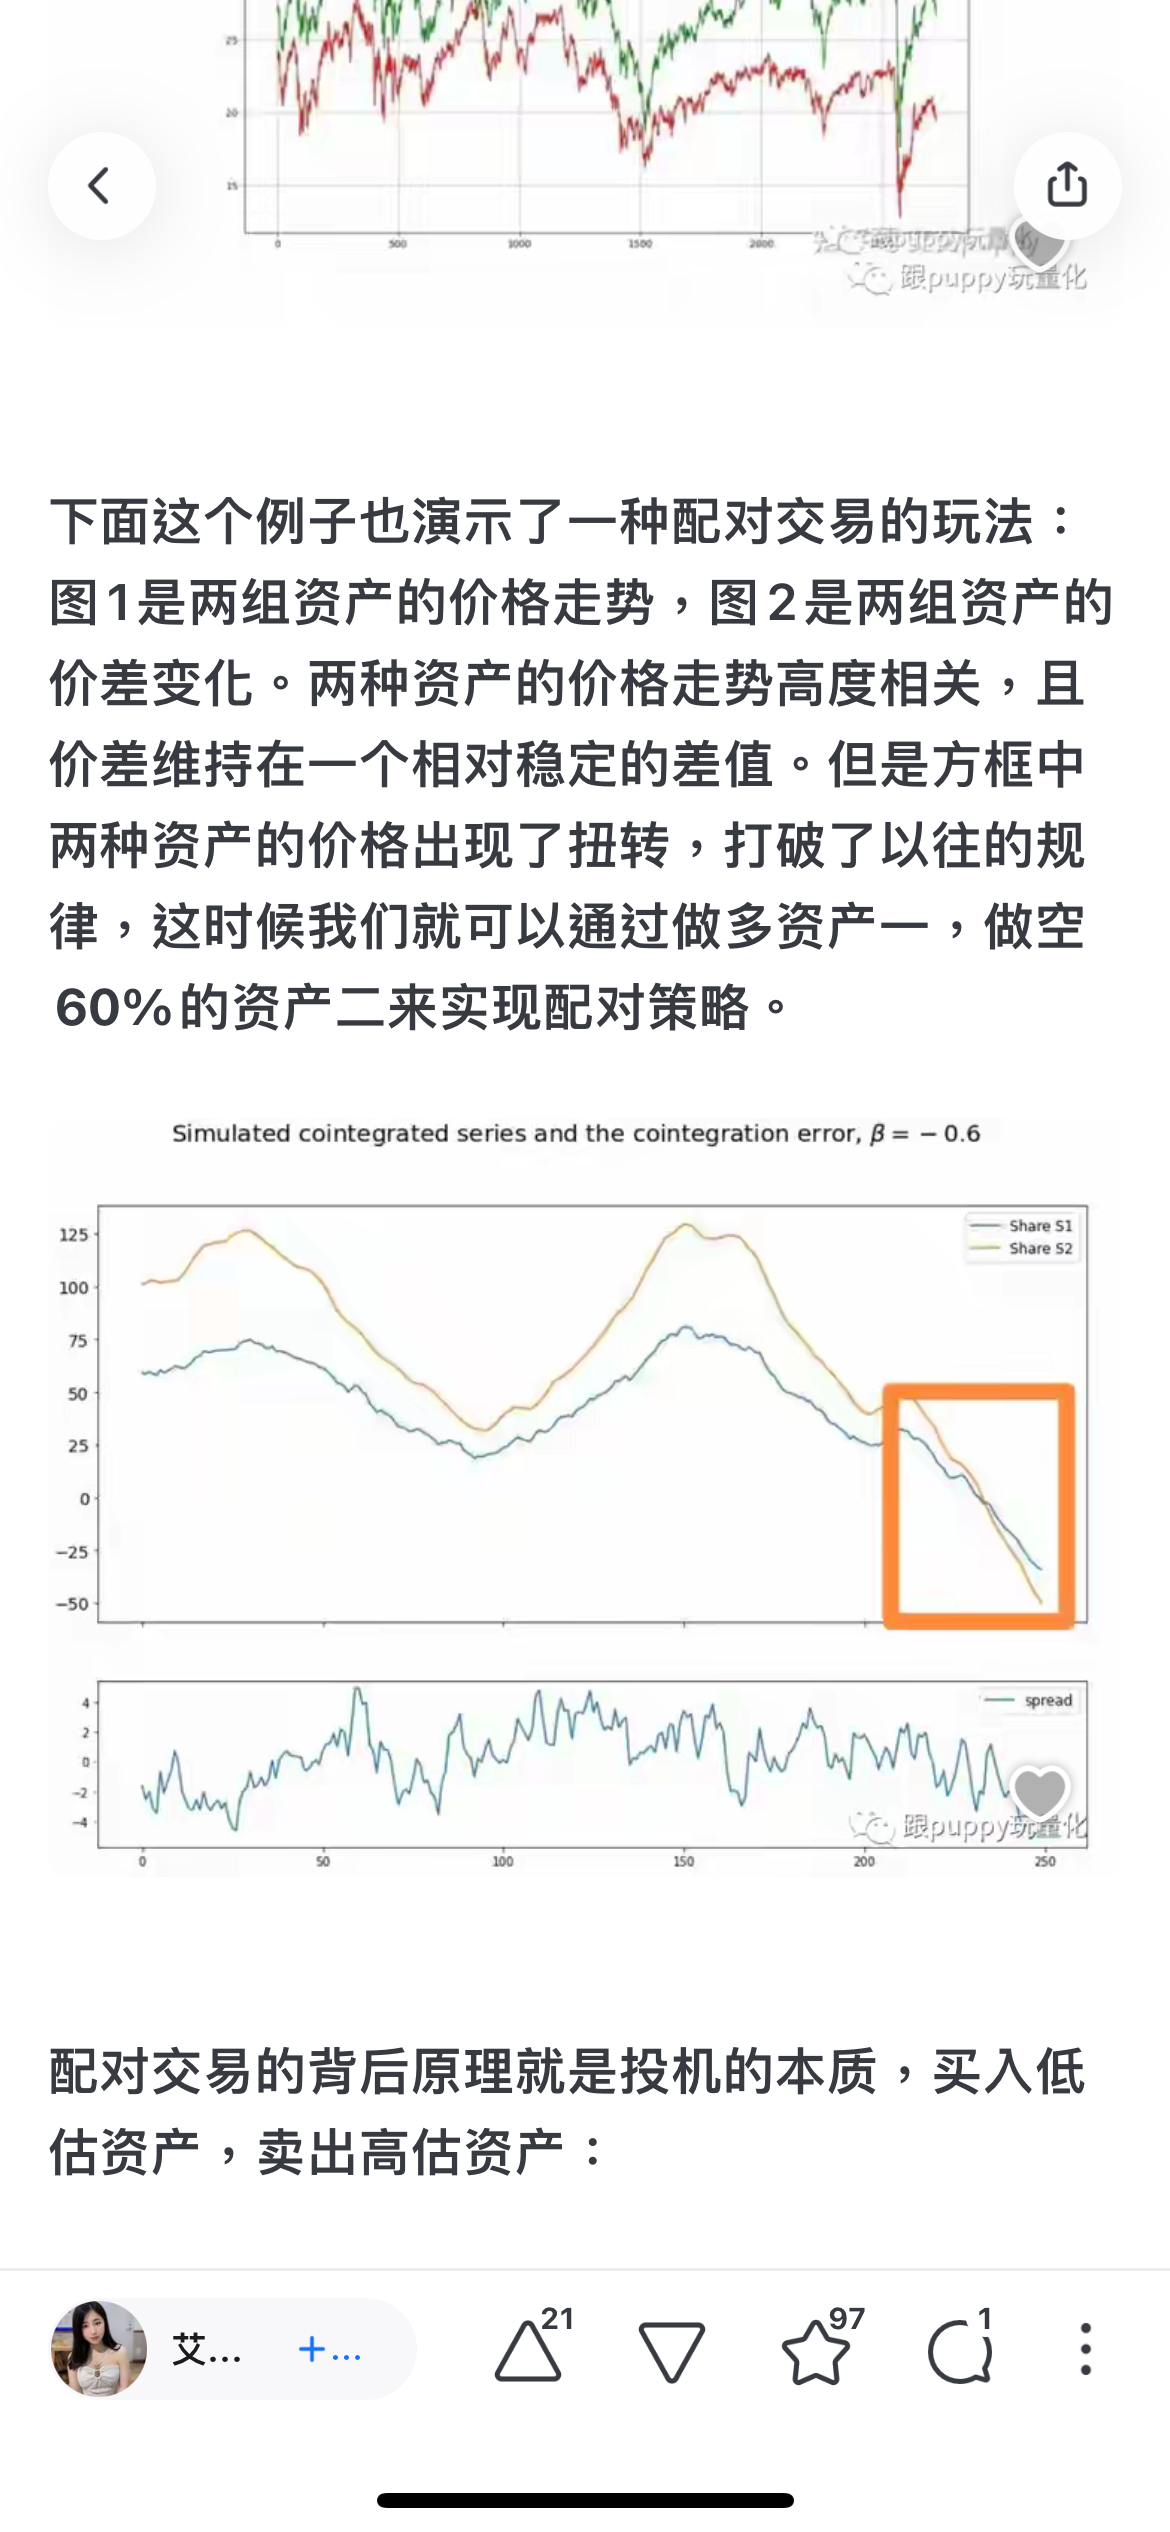 25
20
15
0 500 1000 1500 2000
跟puppy玩量化
下面这个例子也演示了一种配对交易的玩法：
图1是两组资产的价格走势，图2是两组资产的
价差变化。两种资产的价格走势高度相关，且
价差维持在一个相对稳定的差值。但是方框中
两种资产的价格出现了扭转，打破了以往的规
律，这时候我们就可以通过做多资产一，做空
60%的资产二来实现配对策略。
Simulated cointegrated series and the cointegration error, β = − 0.6
Share S1
Share S2
125
100
75
50
25
0
−25
−50
spread
4
2
0
−2
−4
跟puppy玩量化
0 50 100 150 200 250
配对交易的背后原理就是投机的本质，买入低
估资产，卖出高估资产：
艾... +... 21 97 1